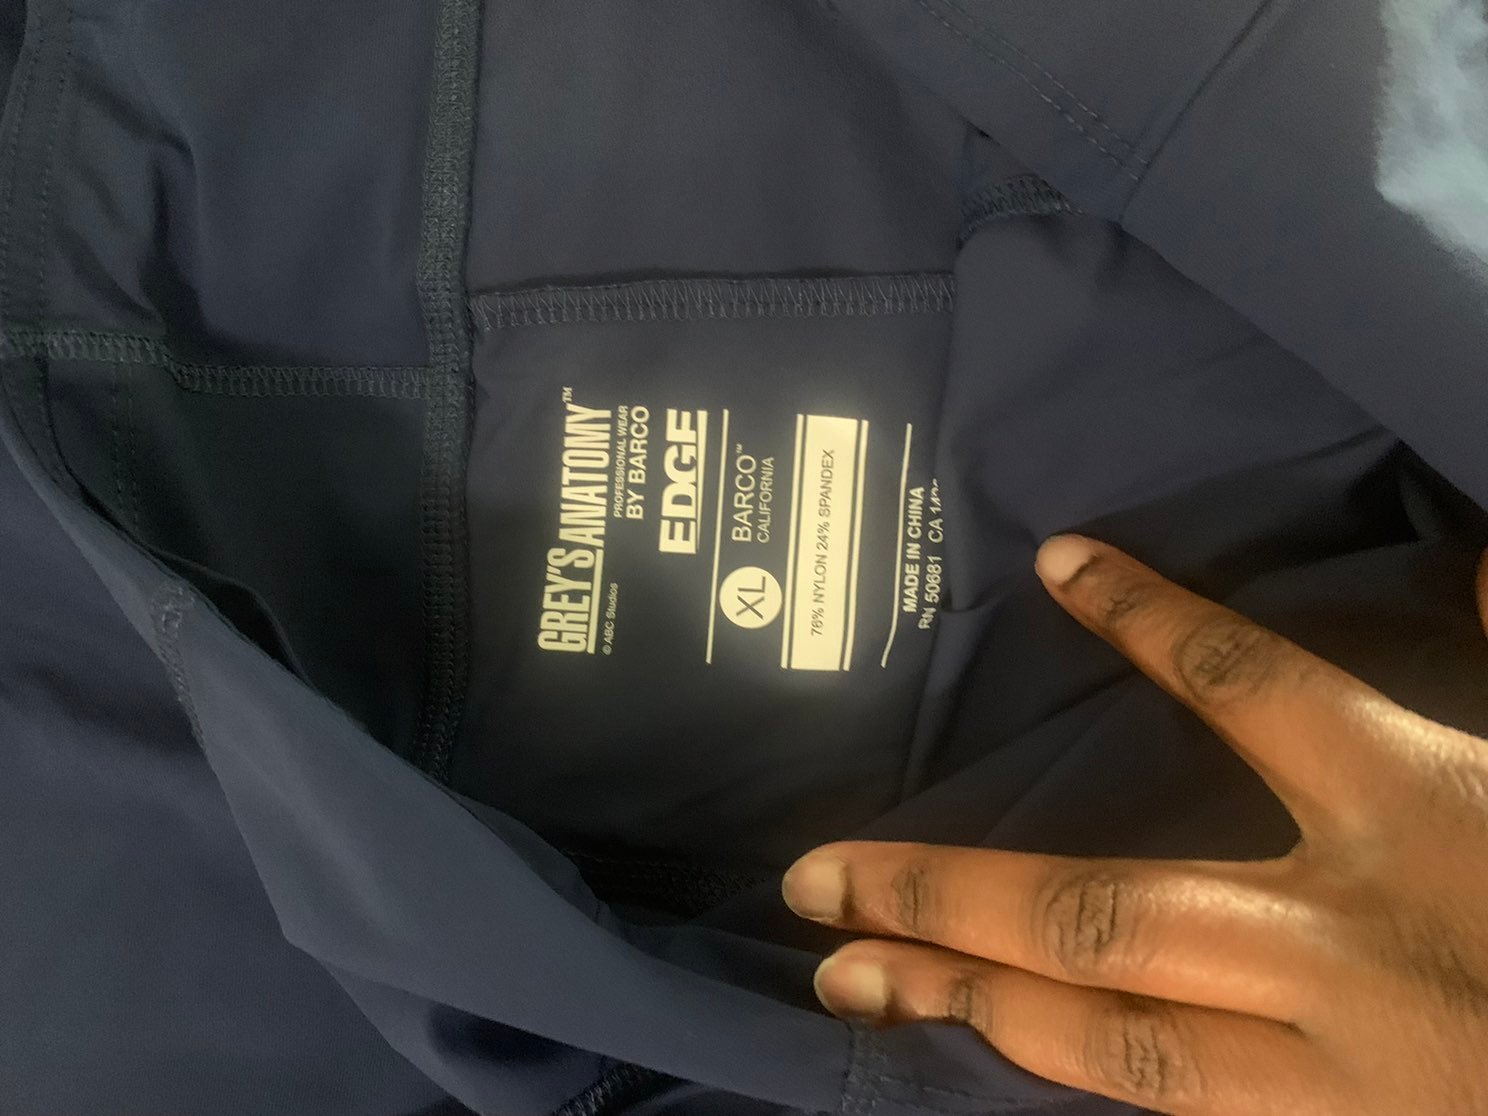 GREY'S ANATOMY™
© ABC Studios PROFESSIONAL WEAR
BY BARCO
EDGE
XL BARCO™
CALIFORNIA
76% NYLON 24% SPANDEX
MADE IN CHINA
RN 50681 CA